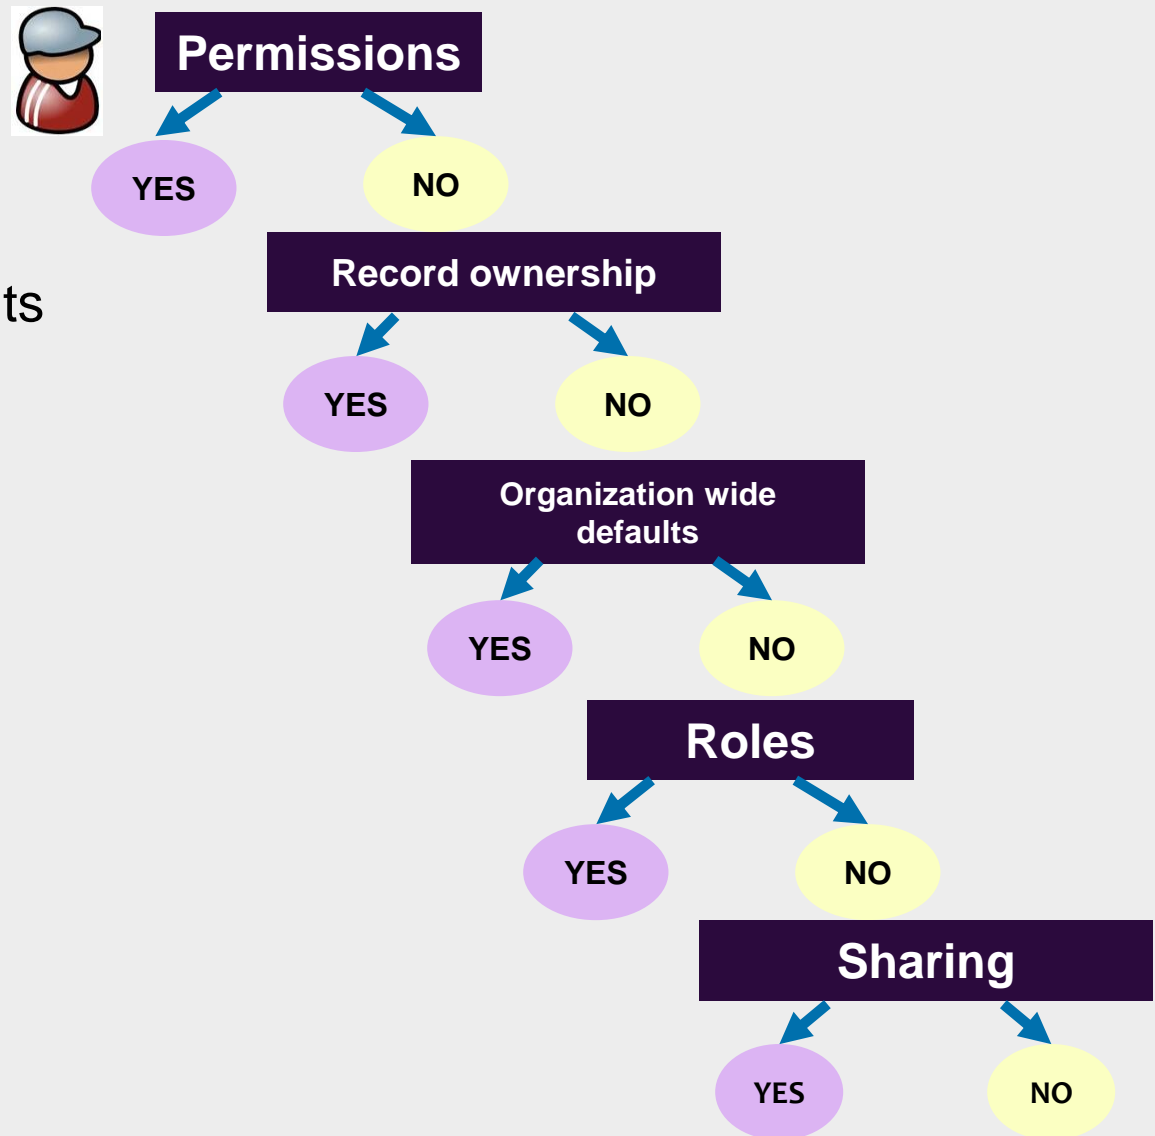 Permissions
YES
NO
Record ownership
ts
YES
NO
Organization wide
defaults
YES
NO
Roles
YES
NO
Sharing
YES
NO